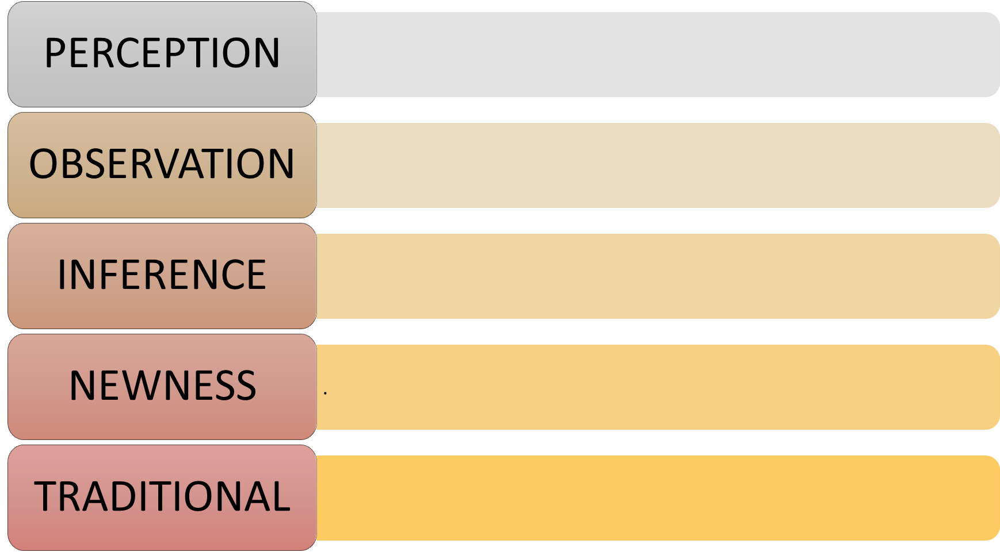 PERCEPTION
OBSERVATION
INFERENCE
NEWNESS
.
TRADITIONAL